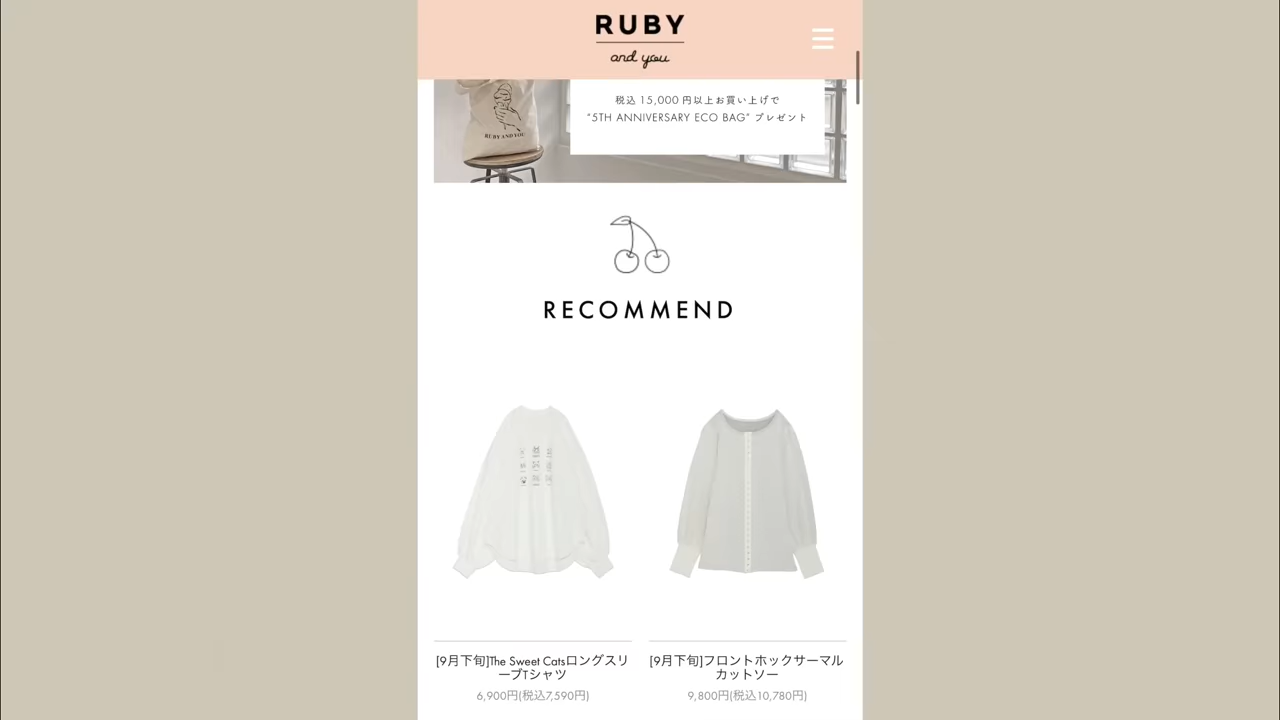 RUBY
and you
RUBY AND YOU
税込 15,000 円以上お買い上げで
“5TH ANNIVERSARY ECO BAG” プレゼント
RECOMMEND
[9月下旬]The Sweet Catsロングスリ
ーブTシャツ
6,900円(税込7,590円)
[9月下旬]フロントホックサーマル
カットソー
9,800円(税込10,780円)